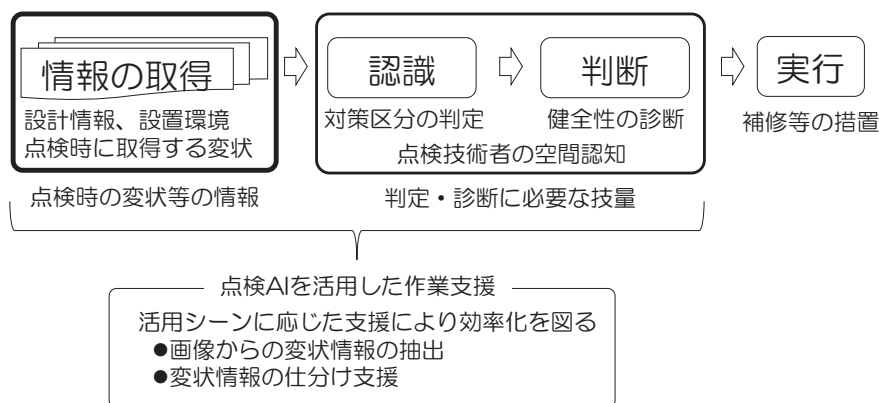 情報の取得
認識
判断
実行
設計情報、設置環境
点検時に取得する変状
対策区分の判定
健全性の診断
補修等の措置
点検技術者の空間認知
点検時の変状等の情報
判定・診断に必要な技量
点検AIを活用した作業支援
活用シーンに応じた支援により効率化を図る
●画像からの変状情報の抽出
●変状情報の仕分け支援